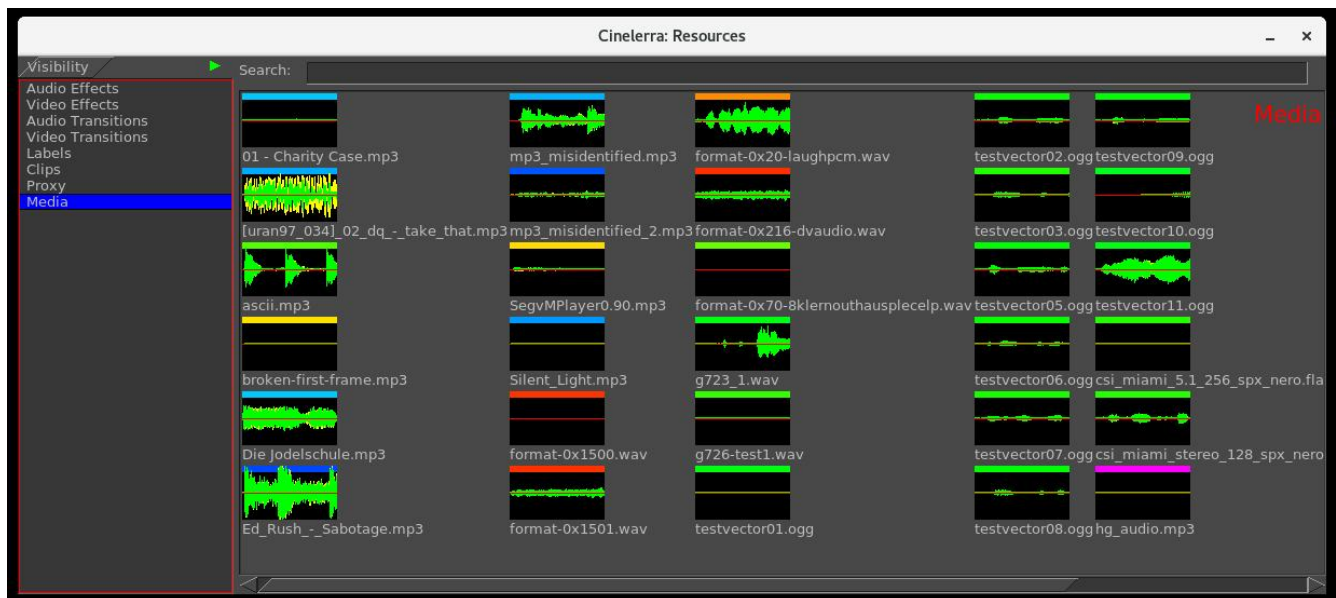 Cinelerra: Resources
Visibility
Search:
Audio Effects
Video Effects
Audio Transitions
Video Transitions
Labels
Clips
Proxy
Media
Media
01 - Charity Case.mp3
mp3_misidentified.mp3
format-0x20-laughpcm.wav
testvector02.ogg
testvector09.ogg
[uran97_034]_02_dq_-_take_that.mp3
mp3_misidentified_2.mp3
format-0x216-dvaudio.wav
testvector03.ogg
testvector10.ogg
ascii.mp3
SegvMPlayer0.90.mp3
format-0x70-8klernouthausplecelp.wav
testvector05.ogg
testvector11.ogg
broken-first-frame.mp3
Silent_Light.mp3
g723_1.wav
testvector06.ogg
csi_miami_5.1_256_spx_nero.fla
Die Jodelschule.mp3
format-0x1500.wav
g726-test1.wav
testvector07.ogg
csi_miami_stereo_128_spx_nero
Ed_Rush_-_Sabotage.mp3
format-0x1501.wav
testvector01.ogg
testvector08.ogg
hg_audio.mp3